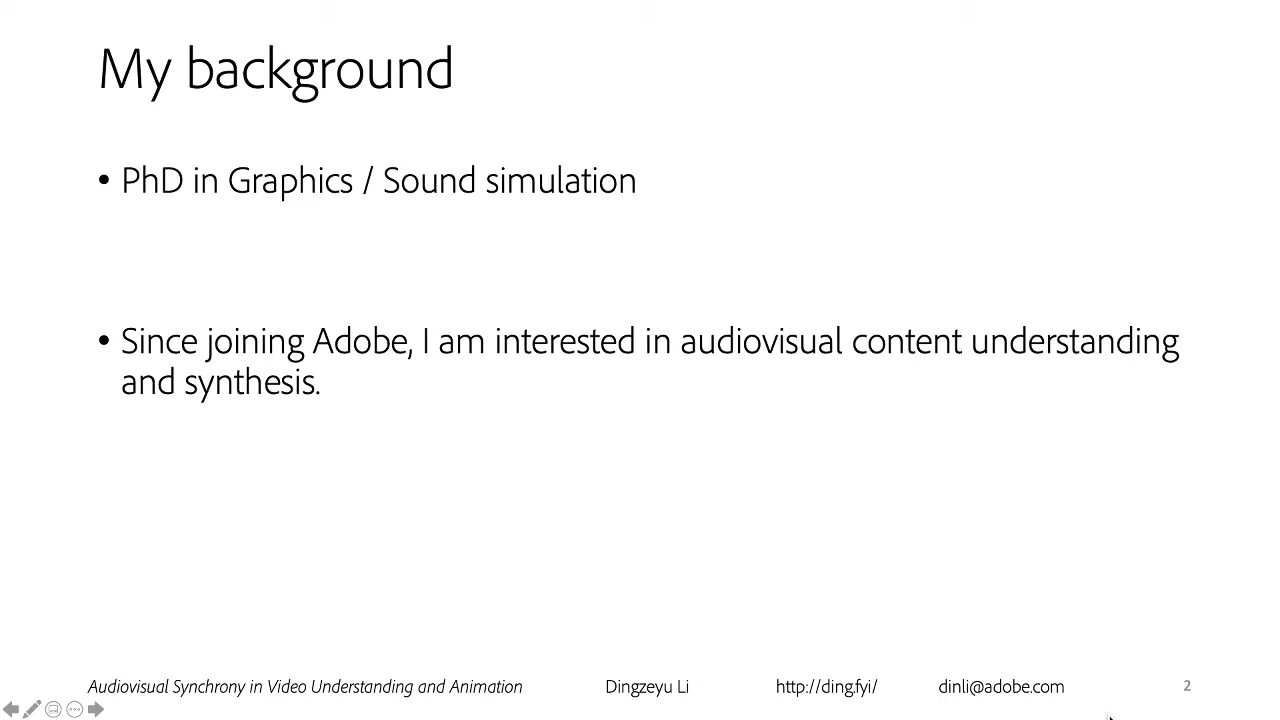 My background
• PhD in Graphics / Sound simulation
• Since joining Adobe, I am interested in audiovisual content understanding
and synthesis.
Audiovisual Synchrony in Video Understanding and Animation Dingzeyu Li http://ding.fyi/ dinli@adobe.com 2